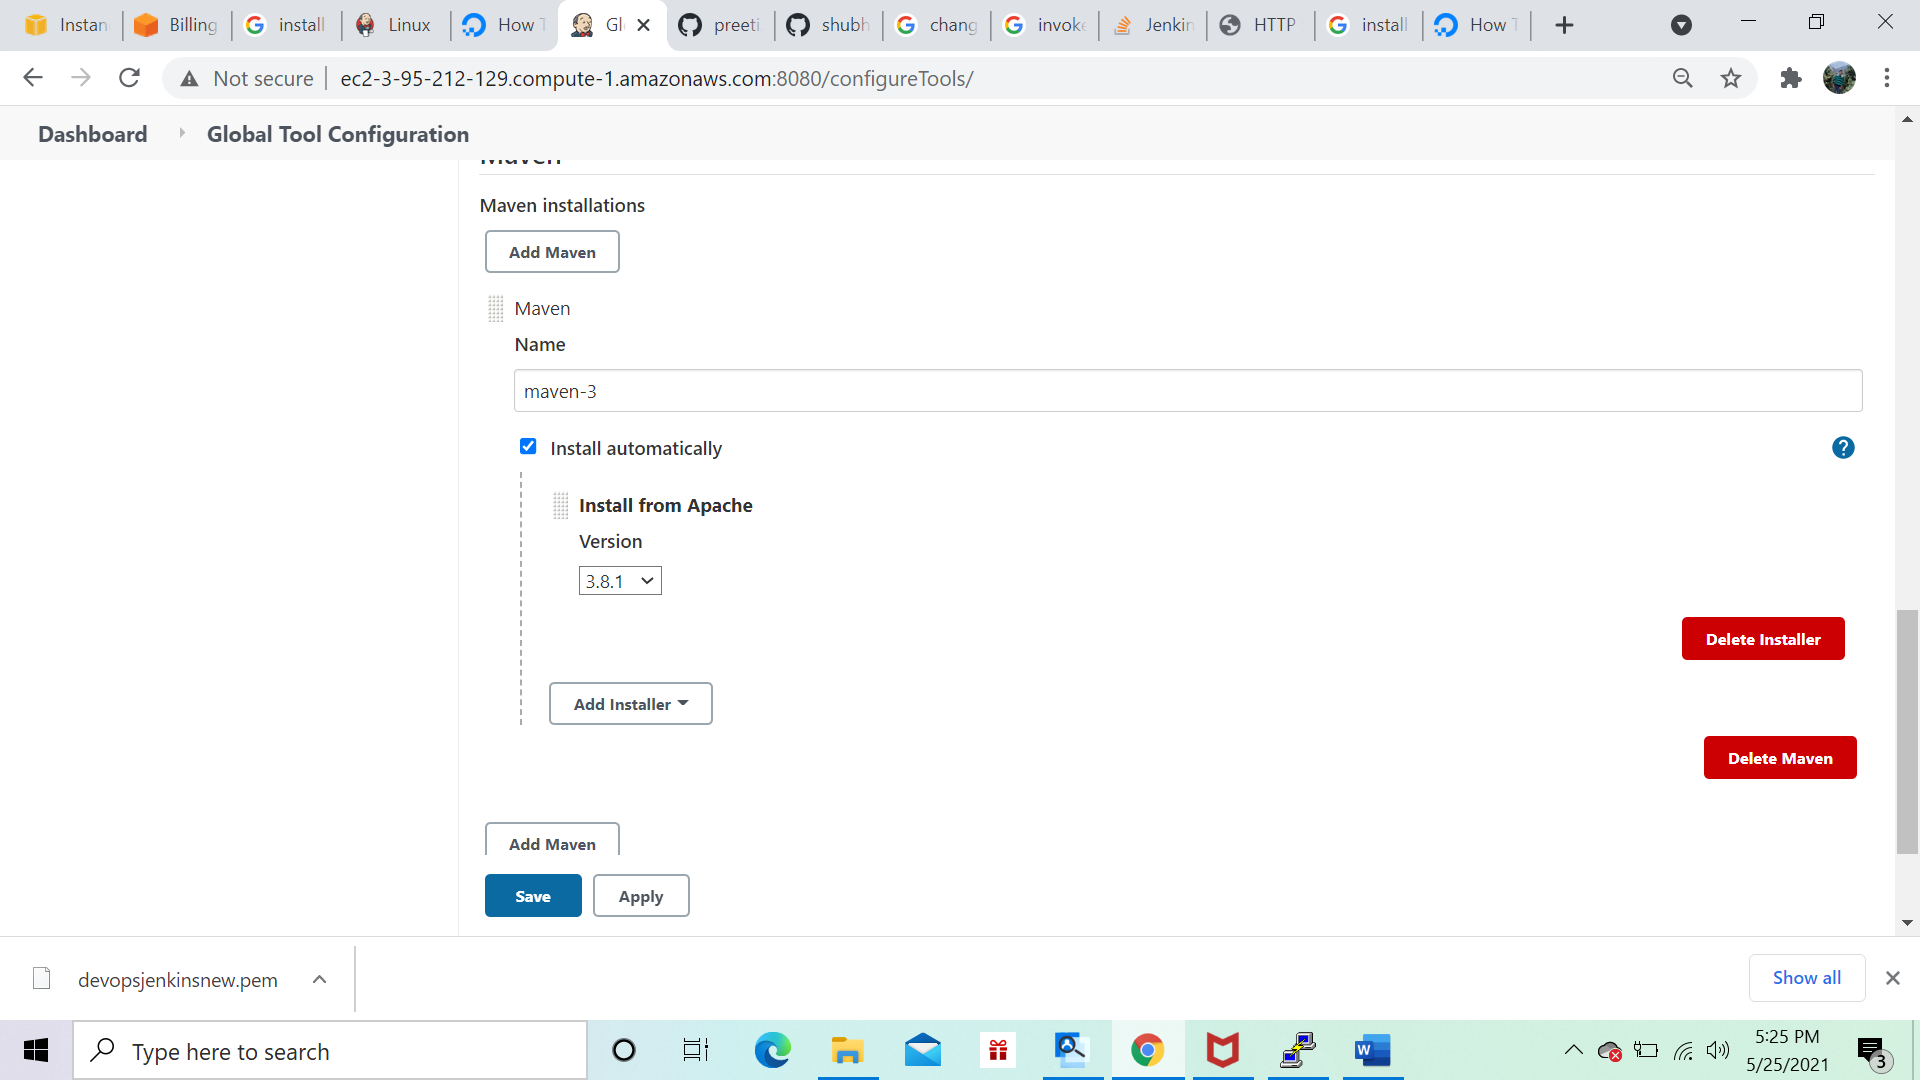 Instan
Billing
install
Linux
How T
Gl
preeti
shubh
chang
invoke
Jenkin
HTTP
install
How T
Not secure
ec2-3-95-212-129.compute-1.amazonaws.com:8080/configureTools/
Dashboard
Global Tool Configuration
Maven
Maven installations
Add Maven
Maven
Name
maven-3
Install automatically
?
Install from Apache
Version
3.8.1
Delete Installer
Add Installer
Delete Maven
Add Maven
Save
Apply
devopsjenkinsnew.pem
Show all
Type here to search
W
5:25 PM
5/25/2021
3